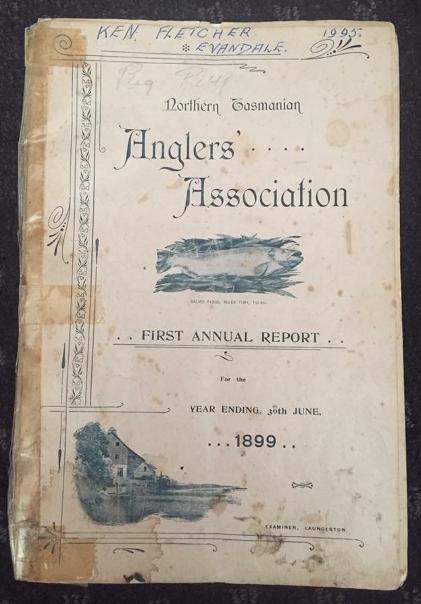 KEN. FLETCHER 1995.
* EVANDALE.
Northern Tasmanian
Anglers' . . . .
Association
. . FIRST ANNUAL REPORT . .
For the
YEAR ENDING, 30th JUNE,
. . . 1899 . .
EXAMINER, LAUNCESTON